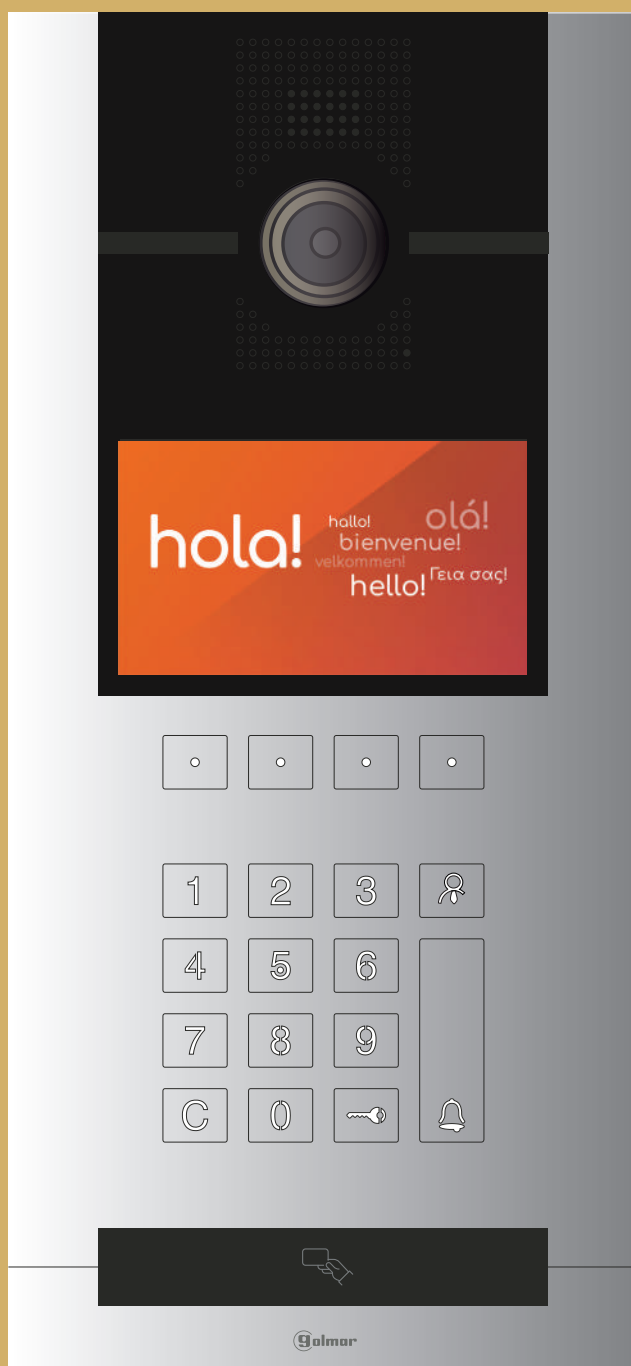 hola!
hallo!
olá!
bienvenue!
velkommen!
hello!
Γεια σας!
1 2 3
4 5 6
7 8 9
C 0
golmar